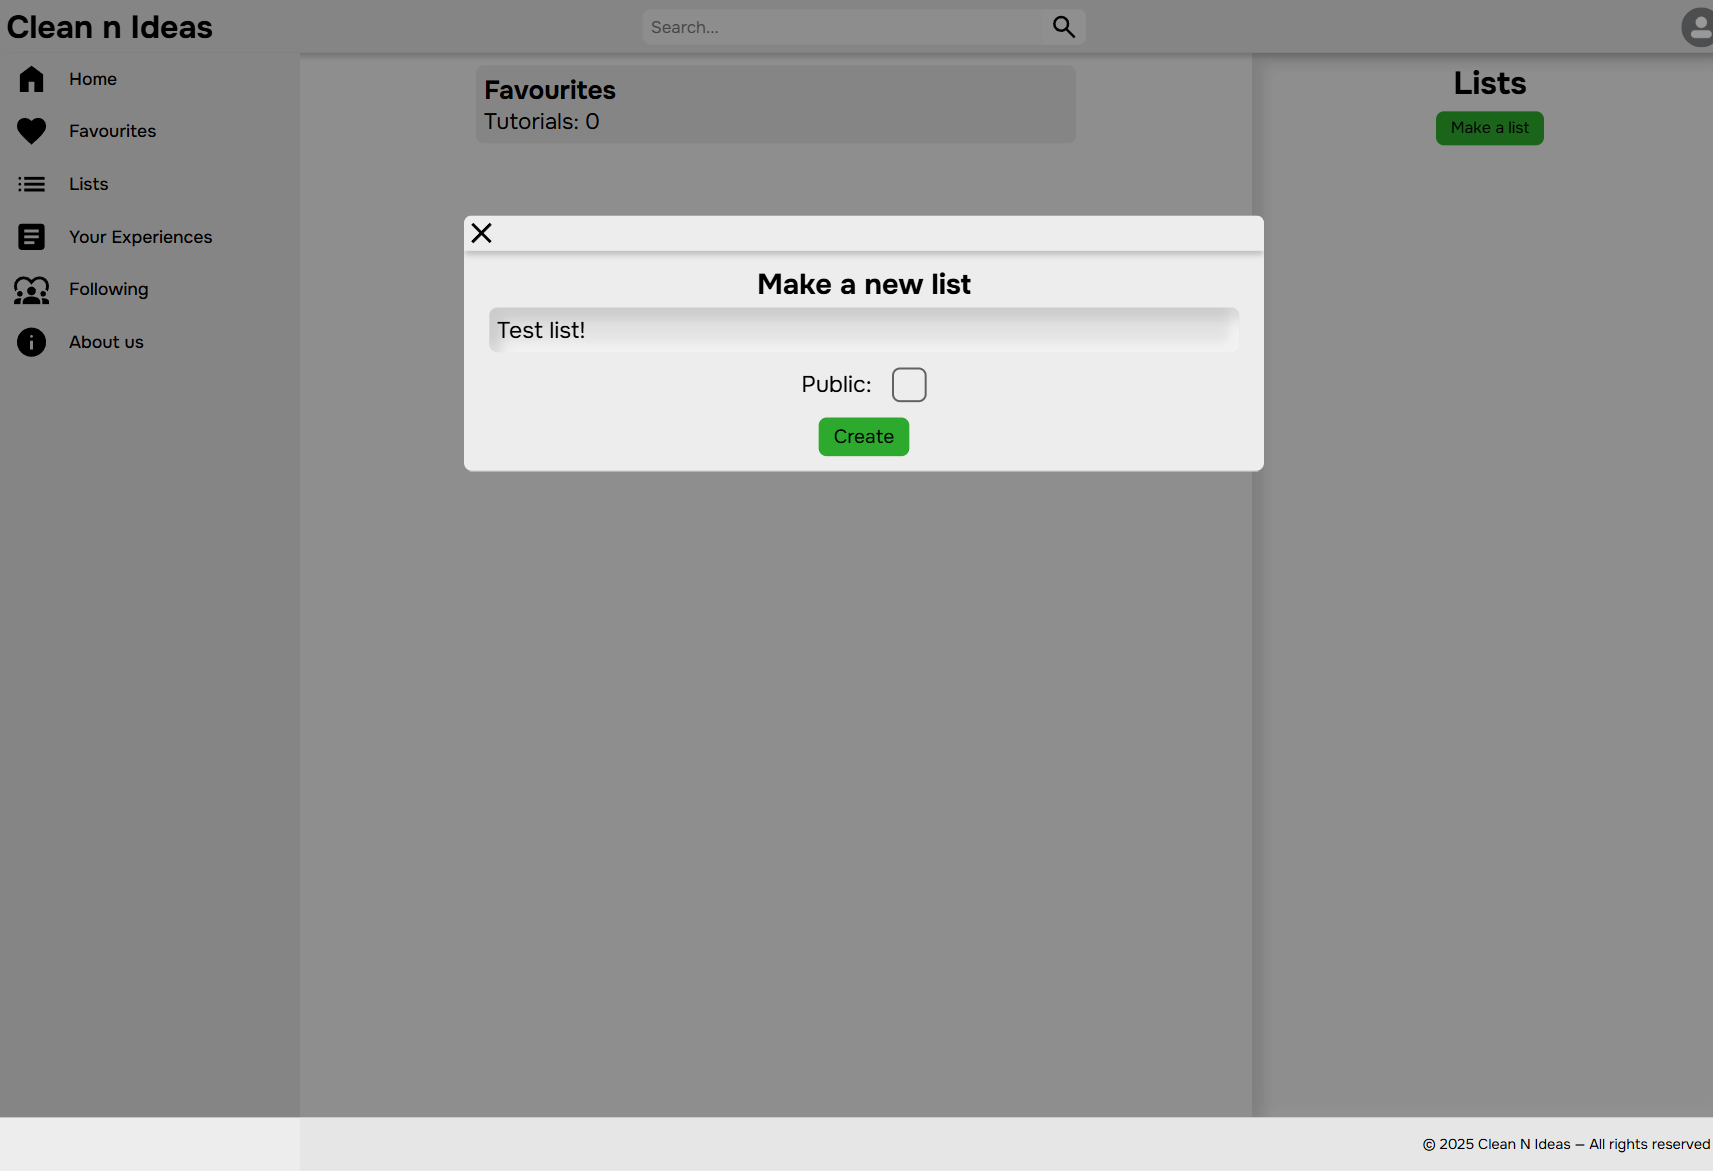 Clean n Ideas
Search...
Home
Favourites
Lists
Your Experiences
Following
About us
Favourites
Tutorials: 0
Lists
Make a list
Make a new list
Test list!
Public:
Create
© 2025 Clean N Ideas – All rights reserved